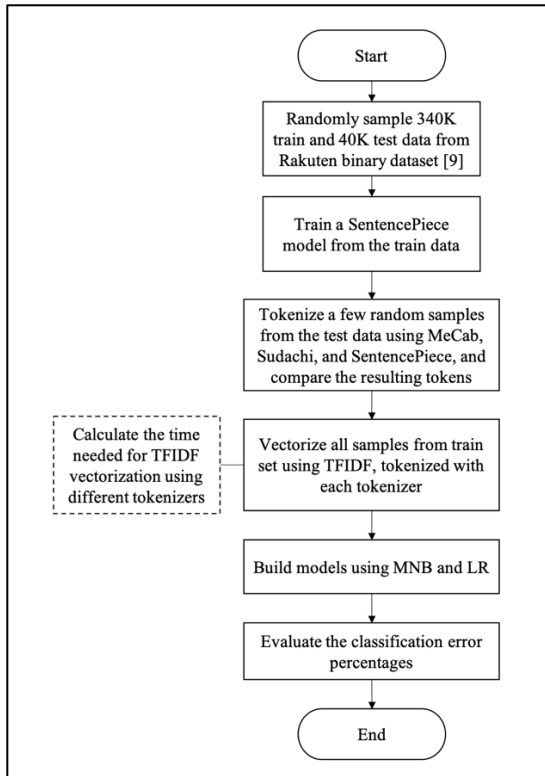 Start
Randomly sample 340K
train and 40K test data from
Rakuten binary dataset [9]
Train a SentencePiece
model from the train data
Tokenize a few random samples
from the test data using MeCab,
Sudachi, and SentencePiece, and
compare the resulting tokens
Calculate the time
needed for TFIDF
vectorization using
different tokenizers
Vectorize all samples from train
set using TFIDF, tokenized with
each tokenizer
Build models using MNB and LR
Evaluate the classification error
percentages
End